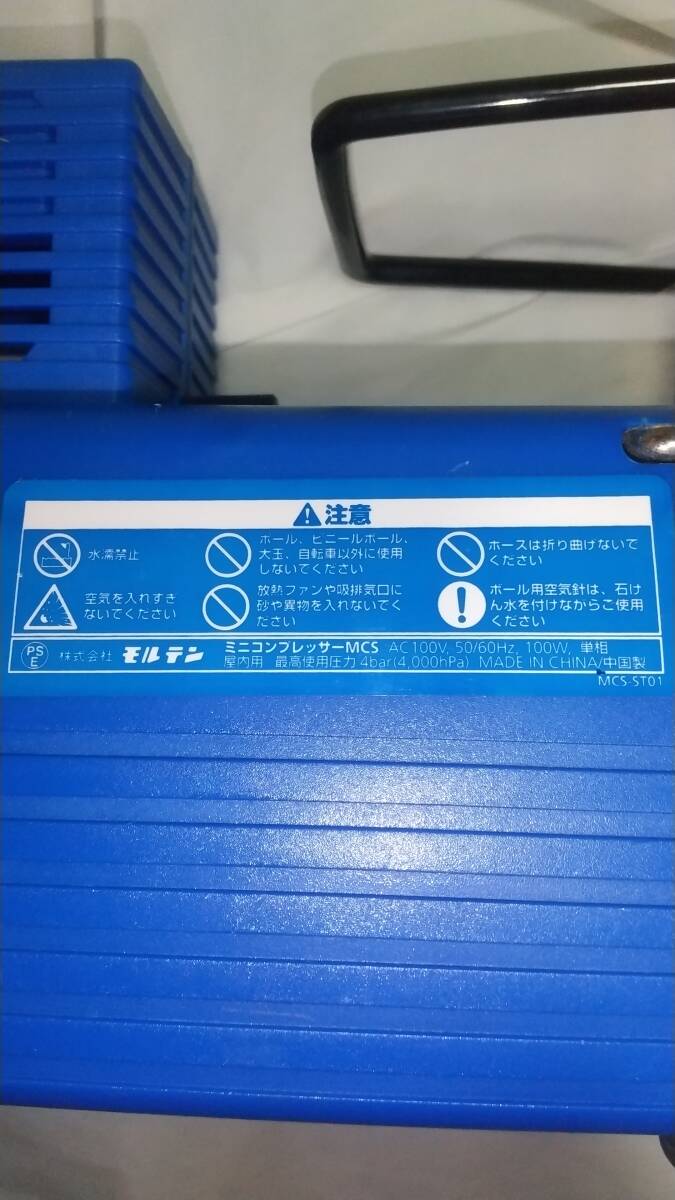 注意
水濡禁止
ボール、ビニールボール、
大玉、自転車以外に使用
しないでください
ホースは折り曲げないで
ください
空気を入れすぎ
ないでください
放熱ファンや吸排気口に
砂や異物を入れないでく
ださい
ボール用空気針は、石け
ん水を付けながらご使用
ください
PS
E
株式会社 モルテン
ミニコンプレッサーMCS AC100V, 50/60Hz, 100W, 単相
屋内用 最高使用圧力 4bar(4,000hPa) MADE IN CHINA/中国製
MCS-ST01